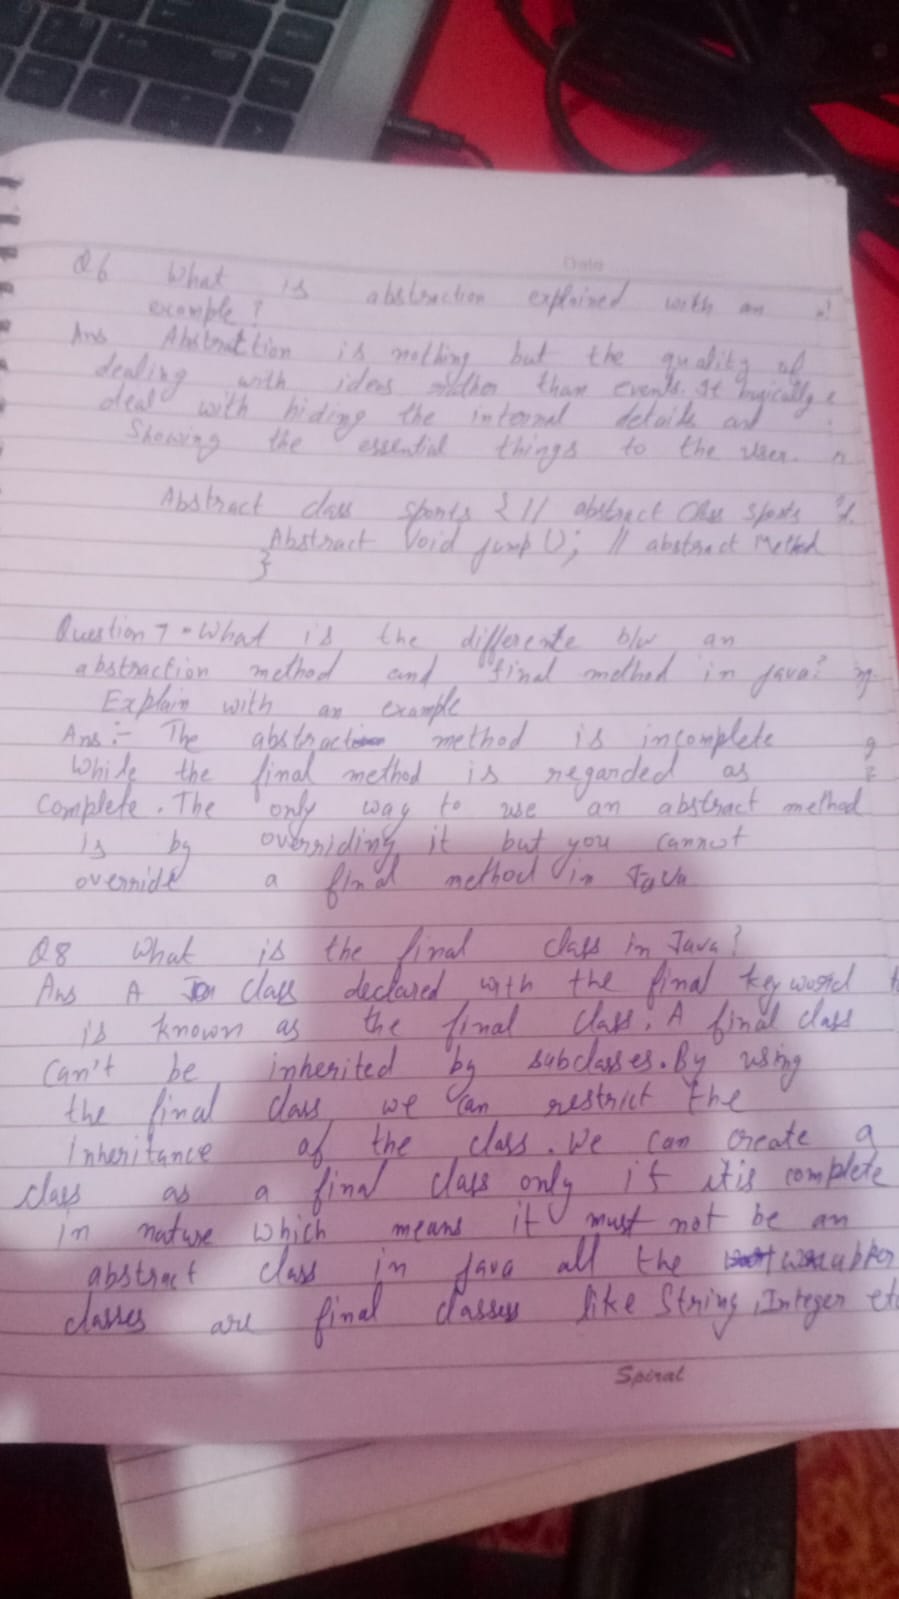 Date
Q6 What is abstraction explained with an
example?
Ans Abstraction is nothing but the quality of
dealing with ideas rather than events. It basically
deal with hiding the internal details and
Showing the essential things to the user.
Abstract class sports { // abstract Class sports
Abstract Void jump (); // abstract Method
}
Question 7 - What is the difference b/w an
abstraction method and final method in java?
Explain with an example
Ans :- The abstract method is incomplete
While the final method is regarded as
Complete. The only way to use an abstract method
is by overriding it but you cannot
override a final method in Java
Q8 What is the final class in Java?
Ans A class declared with the final keyword
is known as the final class. A final class
Can't be inherited by subclasses. By using
the final class we can restrict the
Inheritance of the class. We can create a
class as a final class only if it is complete
in nature which means it must not be an
abstract class in java all the
classes are final classes like String, Integer etc
Spiral